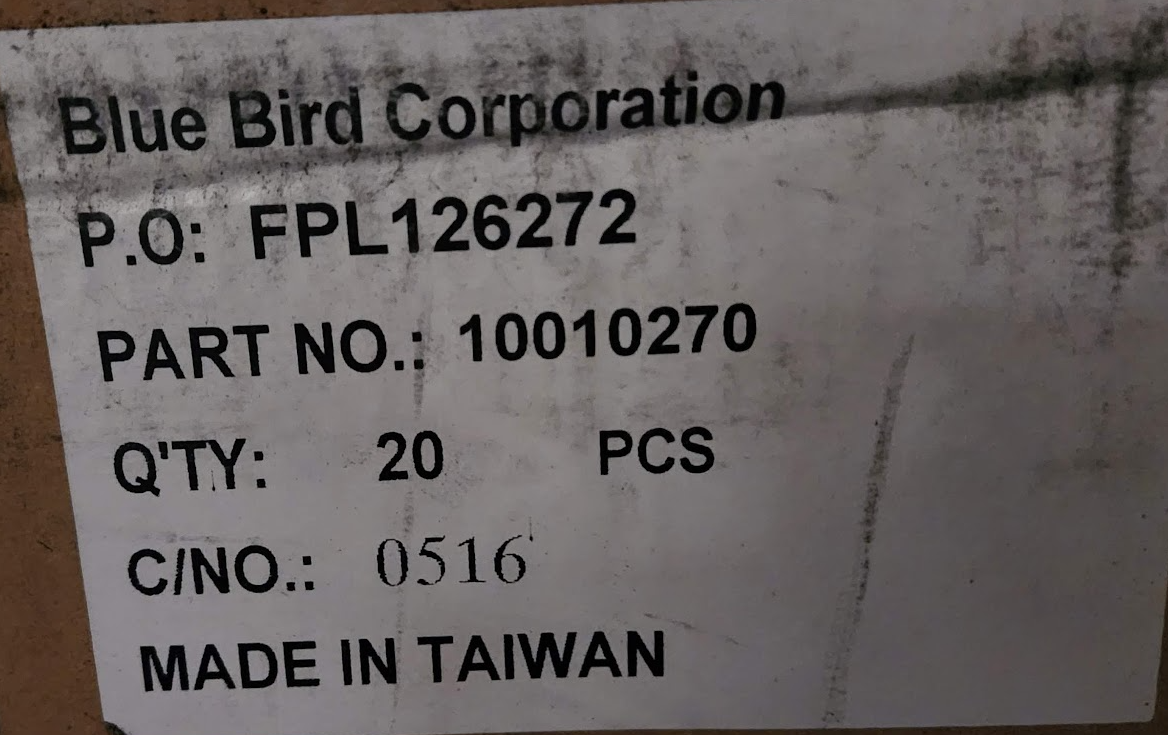 Blue Bird Corporation
P.O: FPL126272
PART NO.: 10010270
Q'TY: 20 PCS
C/NO.: 0516
MADE IN TAIWAN